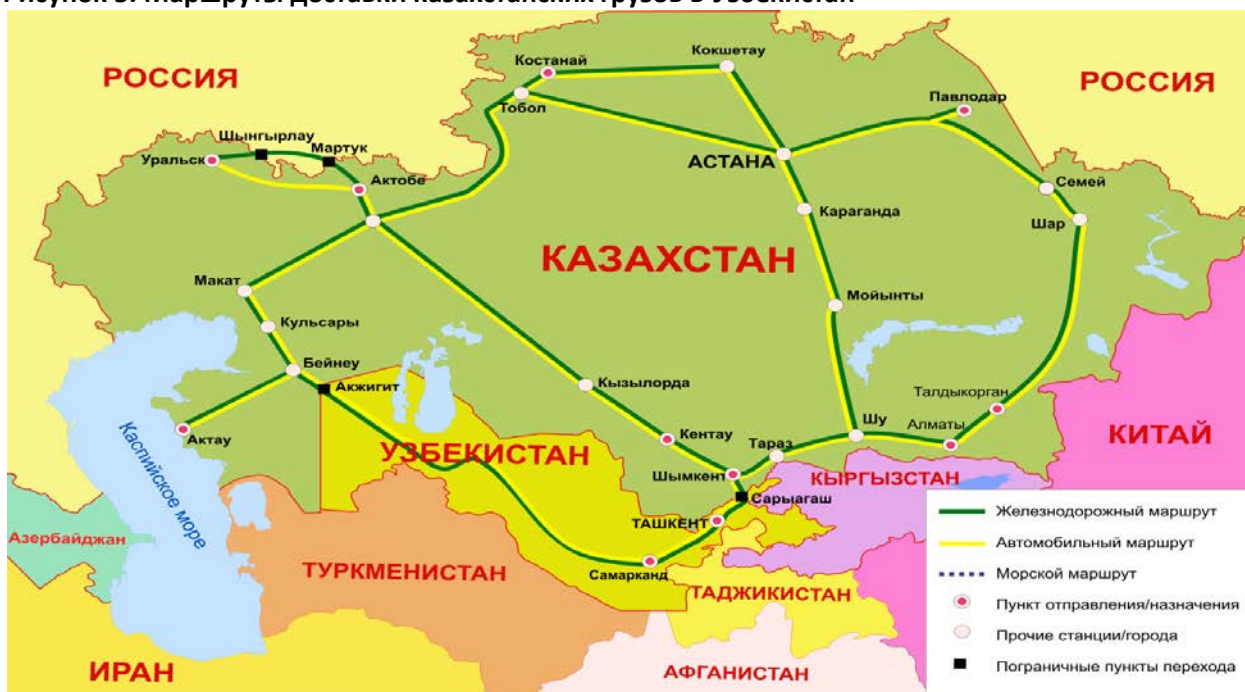 Рисунок 3. Маршруты доставки казахстанских грузов в Узбекистан
РОССИЯ
РОССИЯ
Костанай
Кокшетау
Тобол
Павлодар
Шынгырлау
Мартук
Уральск
Актобе
АСТАНА
Семей
Караганда
Шар
КАЗАХСТАН
Макат
Мойынты
Кульсары
Бейнеу
Акжигит
Кызылорда
Талдыкорган
Актау
Кентау
Шу
Алматы
КИТАЙ
УЗБЕКИСТАН
Тараз
Каспийское море
Шымкент
КЫРГЫЗСТАН
Сарыагаш
ТАШКЕНТ
Азербайджан
ТУРКМЕНИСТАН
Самарканд
ТАДЖИКИСТАН
ИРАН
АФГАНИСТАН
Железнодорожный маршрут
Автомобильный маршрут
Морской маршрут
Пункт отправления/назначения
Прочие станции/города
Пограничные пункты перехода